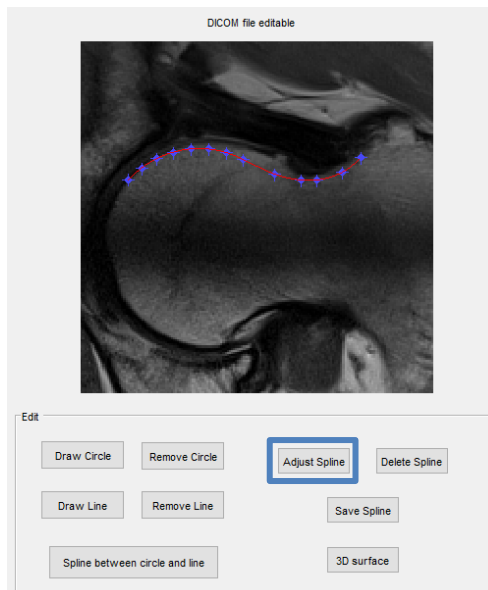 DICOM file editable
Edit
Draw Circle
Remove Circle
Adjust Spline
Delete Spline
Draw Line
Remove Line
Save Spline
Spline between circle and line
3D surface